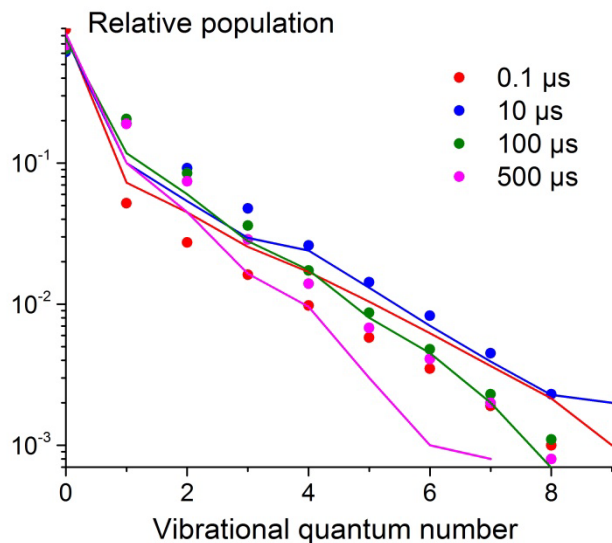 Relative population
0.1 µs
10 µs
100 µs
500 µs
10⁻¹
10⁻²
10⁻³
0 2 4 6 8
Vibrational quantum number